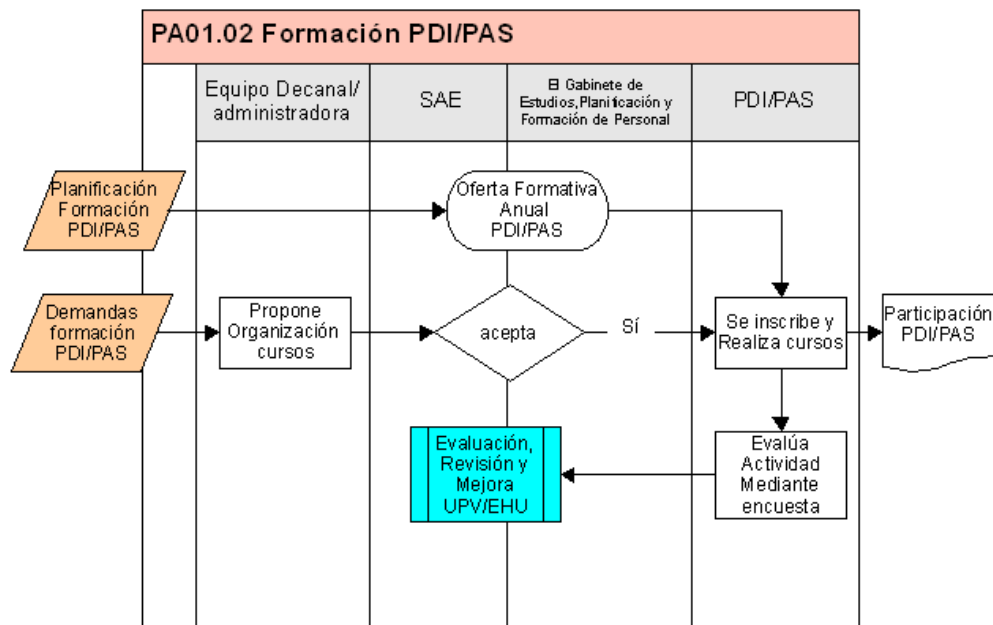 PA01.02 Formación PDI/PAS
Equipo Decanal/
administradora
SAE
El Gabinete de
Estudios,Planificación y
Formación de Personal
PDI/PAS
Planificación
Formación
PDI/PAS
Oferta Formativa
Anual
PDI/PAS
Demandas
formación
PDI/PAS
Propone
Organización
cursos
acepta
Sí
Se inscribe y
Realiza cursos
Participación
PDI/PAS
Evaluación,
Revisión y
Mejora
UPV/EHU
Evalúa
Actividad
Mediante
encuesta